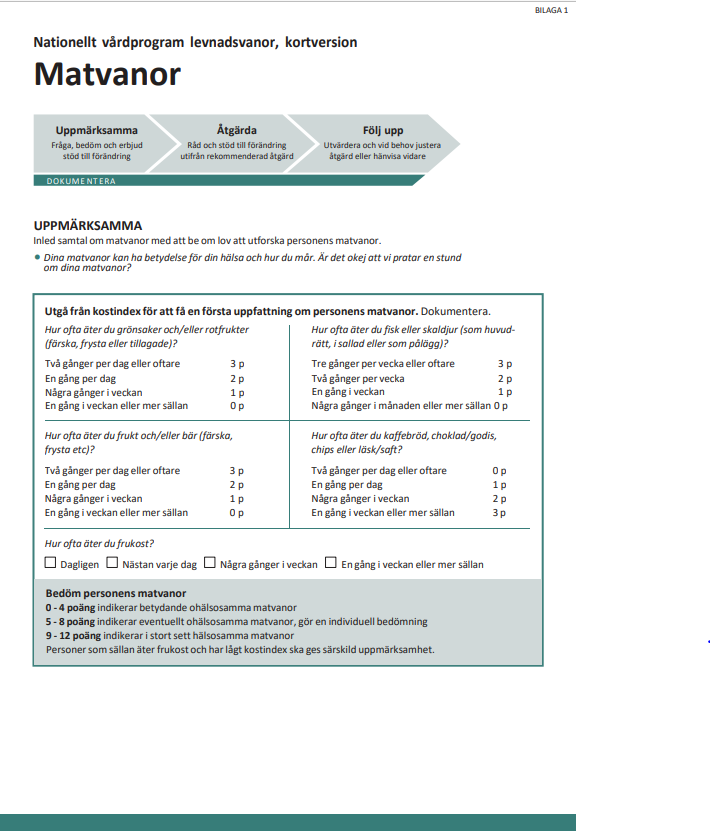 BILAGA 1
Nationellt vårdprogram levnadsvanor, kortversion
Matvanor
Uppmärksamma
Fråga, bedöm och erbjud
stöd till förändring
Åtgärda
Råd och stöd till förändring
utifrån rekommenderad åtgärd
Följ upp
Utvärdera och vid behov justera
åtgärd eller hänvisa vidare
DOKUMENTERA
UPPMÄRKSAMMA
Inled samtal om matvanor med att be om lov att utforska personens matvanor.
• Dina matvanor kan ha betydelse för din hälsa och hur du mår. Är det okej att vi pratar en stund
om dina matvanor?
Utgå från kostindex för att få en första uppfattning om personens matvanor. Dokumentera.
Hur ofta äter du grönsaker och/eller rotfrukter
(färska, frysta eller tillagade)?
Två gånger per dag eller oftare 3 p
En gång per dag 2 p
Några gånger i veckan 1 p
En gång i veckan eller mer sällan 0 p
Hur ofta äter du fisk eller skaldjur (som huvud-
rätt, i sallad eller som pålägg)?
Tre gånger per vecka eller oftare 3 p
Två gånger per vecka 2 p
En gång i veckan 1 p
Några gånger i månaden eller mer sällan 0 p
Hur ofta äter du frukt och/eller bär (färska,
frysta etc)?
Två gånger per dag eller oftare 3 p
En gång per dag 2 p
Några gånger i veckan 1 p
En gång i veckan eller mer sällan 0 p
Hur ofta äter du kaffebröd, choklad/godis,
chips eller läsk/saft?
Två gånger per dag eller oftare 0 p
En gång per dag 1 p
Några gånger i veckan 2 p
En gång i veckan eller mer sällan 3 p
Hur ofta äter du frukost?
Dagligen Nästan varje dag Några gånger i veckan En gång i veckan eller mer sällan
Bedöm personens matvanor
0 - 4 poäng indikerar betydande ohälsosamma matvanor
5 - 8 poäng indikerar eventuellt ohälsosamma matvanor, gör en individuell bedömning
9 - 12 poäng indikerar i stort sett hälsosamma matvanor
Personer som sällan äter frukost och har lågt kostindex ska ges särskild uppmärksamhet.